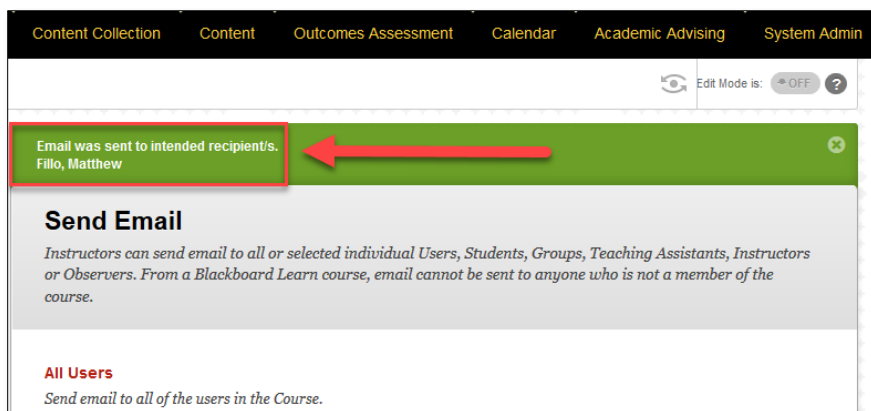 Content Collection Content Outcomes Assessment Calendar Academic Advising System Admin
Edit Mode is: OFF ?
Email was sent to intended recipient/s.
Fillo, Matthew
Send Email
Instructors can send email to all or selected individual Users, Students, Groups, Teaching Assistants, Instructors
or Observers. From a Blackboard Learn course, email cannot be sent to anyone who is not a member of the
course.
All Users
Send email to all of the users in the Course.